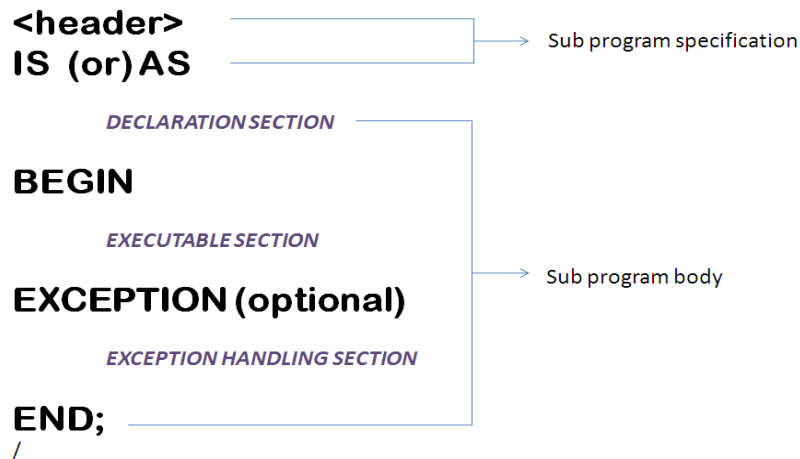 <header>
IS (or) AS
Sub program specification
DECLARATION SECTION
BEGIN
EXECUTABLE SECTION
Sub program body
EXCEPTION (optional)
EXCEPTION HANDLING SECTION
END;
/